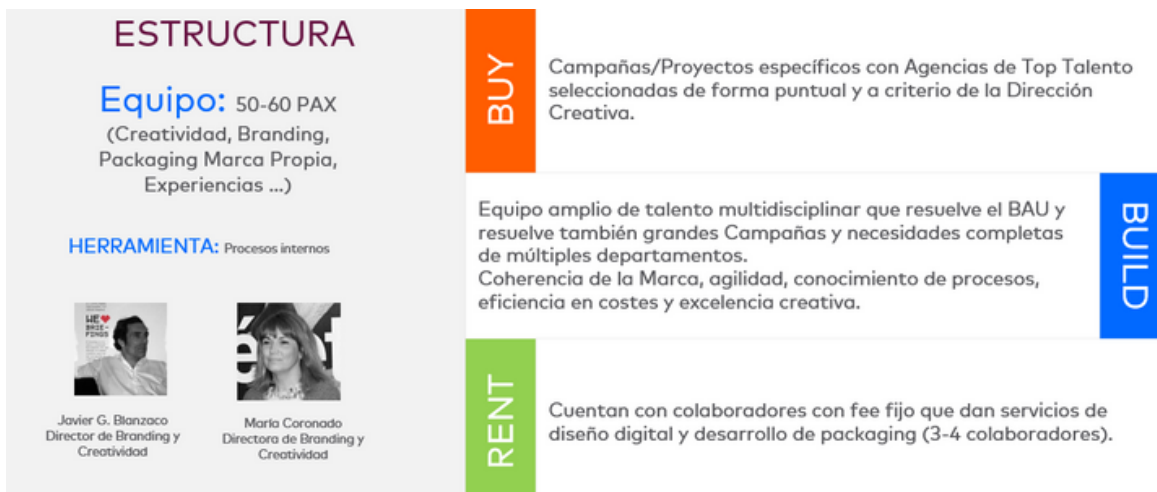 ESTRUCTURA
Equipo: 50-60 PAX
(Creatividad, Branding,
Packaging Marca Propia,
Experiencias ...)
HERRAMIENTA: Procesos internos
WE
BRIE-
FINGS
ét
Javier G. Blanzaco
Director de Branding y
Creatividad
María Coronado
Directora de Branding y
Creatividad
BUY
Campañas/Proyectos específicos con Agencias de Top Talento
seleccionadas de forma puntual y a criterio de la Dirección
Creativa.
Equipo amplio de talento multidisciplinar que resuelve el BAU y
resuelve también grandes Campañas y necesidades completas
de múltiples departamentos.
Coherencia de la Marca, agilidad, conocimiento de procesos,
eficiencia en costes y excelencia creativa.
BUILD
RENT
Cuentan con colaboradores con fee fijo que dan servicios de
diseño digital y desarrollo de packaging (3-4 colaboradores).